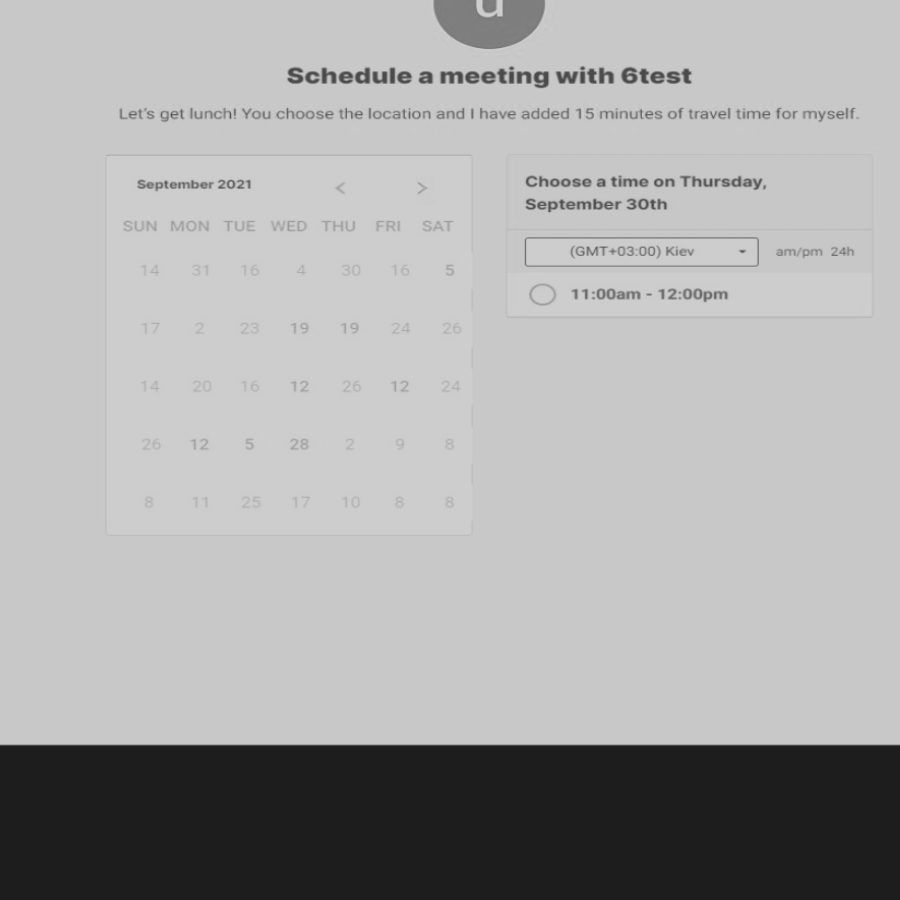 u
Schedule a meeting with 6test
Let's get lunch! You choose the location and I have added 15 minutes of travel time for myself.
September 2021 < >
SUN MON TUE WED THU FRI SAT
14 31 16 4 30 16 5
17 2 23 19 19 24 26
14 20 16 12 26 12 24
26 12 5 28 2 9 8
8 11 25 17 10 8 8
Choose a time on Thursday,
September 30th
(GMT+03:00) Kiev am/pm 24h
11:00am - 12:00pm